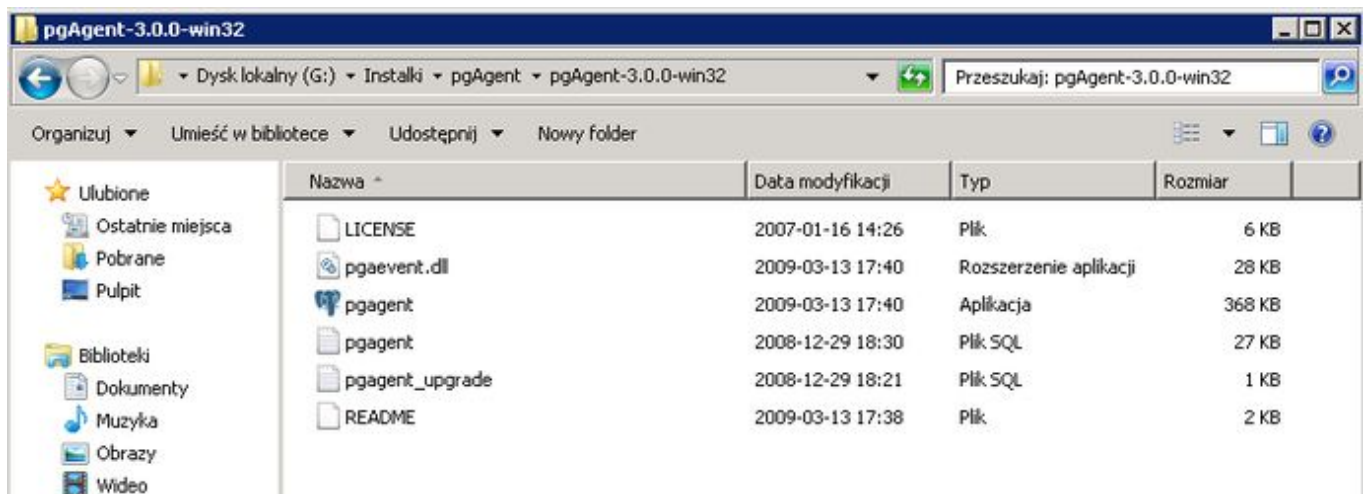 pgAgent-3.0.0-win32
Dysk lokalny (G:) Instalki pgAgent pgAgent-3.0.0-win32 Przeszukaj: pgAgent-3.0.0-win32
Organizuj Umieść w bibliotece Udostępnij Nowy folder
Nazwa Data modyfikacji Typ Rozmiar
Ulubione
Ostatnie miejsca
Pobrane
Pulpit
Biblioteki
Dokumenty
Muzyka
Obrazy
Wideo
LICENSE 2007-01-16 14:26 Plik 6 KB
pgaevent.dll 2009-03-13 17:40 Rozszerzenie aplikacji 28 KB
pgagent 2009-03-13 17:40 Aplikacja 368 KB
pgagent 2008-12-29 18:30 Plik SQL 27 KB
pgagent_upgrade 2008-12-29 18:21 Plik SQL 1 KB
README 2009-03-13 17:38 Plik 2 KB